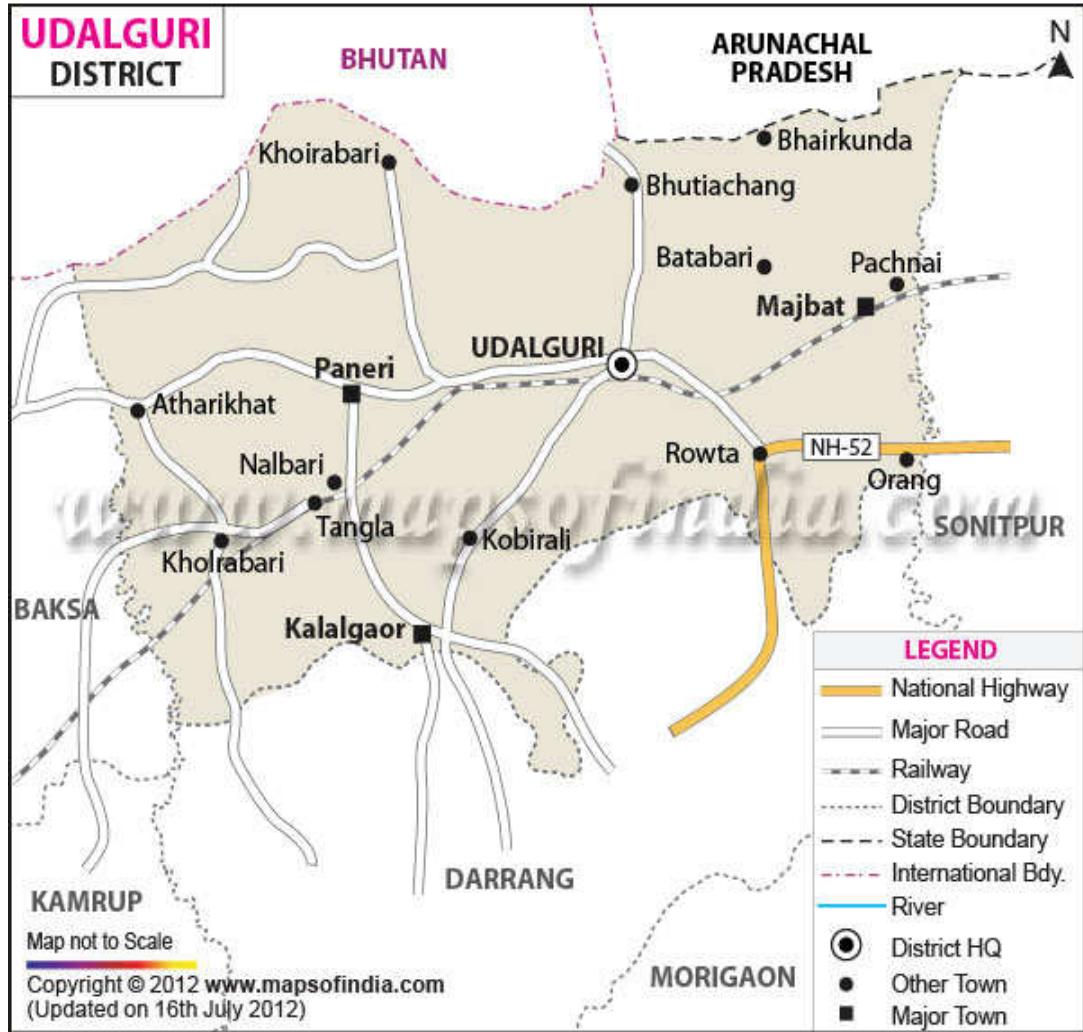 UDALGURI
DISTRICT
BHUTAN
ARUNACHAL
PRADESH
N
Khoirabari
Bhairkunda
Bhutiachang
Batabari
Pachnai
Majbat
UDALGURI
Paneri
Atharikhat
Rowta
NH-52
Nalbari
Orang
www.mapsofindia.com
Tangla
SONITPUR
Kholrabari
Kobirali
BAKSA
Kalalgaor
LEGEND
National Highway
Major Road
Railway
District Boundary
State Boundary
International Bdy.
River
District HQ
Other Town
Major Town
DARRANG
KAMRUP
MORIGAON
Map not to Scale
Copyright © 2012 www.mapsofindia.com
(Updated on 16th July 2012)